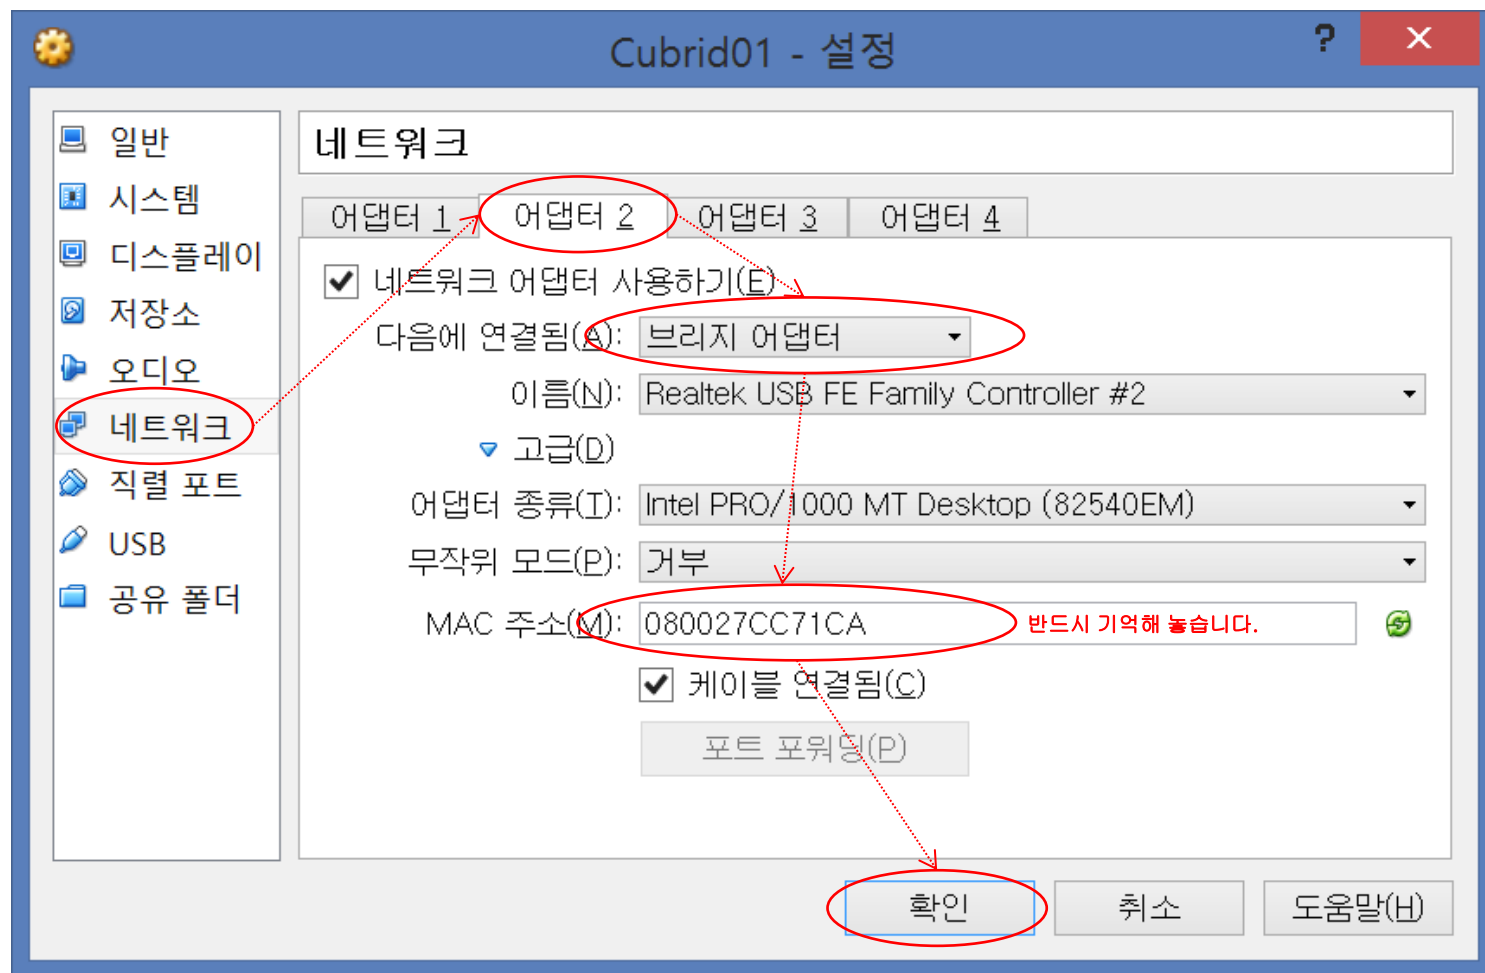 Cubrid01 - 설정
?
일반
시스템
디스플레이
저장소
오디오
네트워크
직렬 포트
USB
공유 폴더
네트워크
어댑터 1 어댑터 2 어댑터 3 어댑터 4
네트워크 어댑터 사용하기(E)
다음에 연결됨(A): 브리지 어댑터
이름(N): Realtek USB FE Family Controller #2
고급(D)
어댑터 종류(T): Intel PRO/1000 MT Desktop (82540EM)
무작위 모드(P): 거부
MAC 주소(M): 080027CC71CA 반드시 기억해 놓습니다.
케이블 연결됨(C)
포트 포워딩(P)
확인 취소 도움말(H)